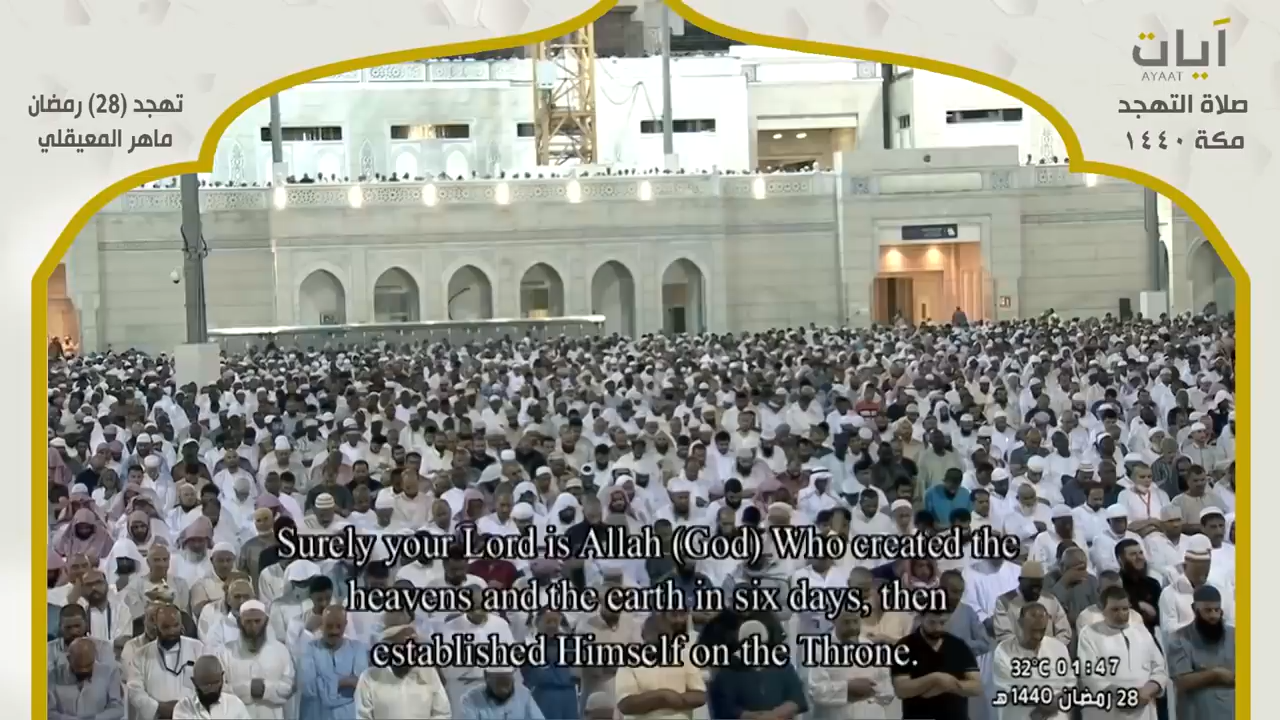 آيات
AYAAT
صلاة التهجد
مكة ١٤٤٠
تهجد (28) رمضان
ماهر المعيقلي
Surely your Lord is Allah (God) Who created the
heavens and the earth in six days, then
established Himself on the Throne.
32°C 01:47
28 رمضان 1440هـ